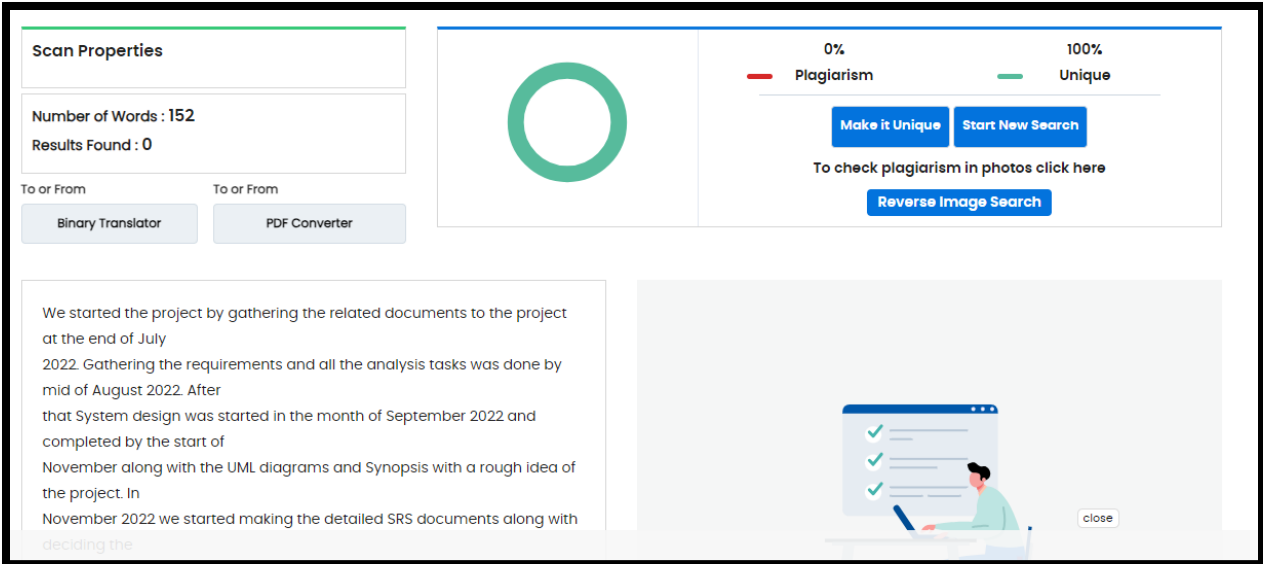 Scan Properties
Number of Words : 152
Results Found : 0
To or From
To or From
Binary Translator
PDF Converter
0%
100%
Plagiarism
Unique
Make it Unique
Start New Search
To check plagiarism in photos click here
Reverse Image Search
We started the project by gathering the related documents to the project
at the end of July
2022. Gathering the requirements and all the analysis tasks was done by
mid of August 2022. After
that System design was started in the month of September 2022 and
completed by the start of
November along with the UML diagrams and Synopsis with a rough idea of
the project. In
November 2022 we started making the detailed SRS documents along with
deciding the
close